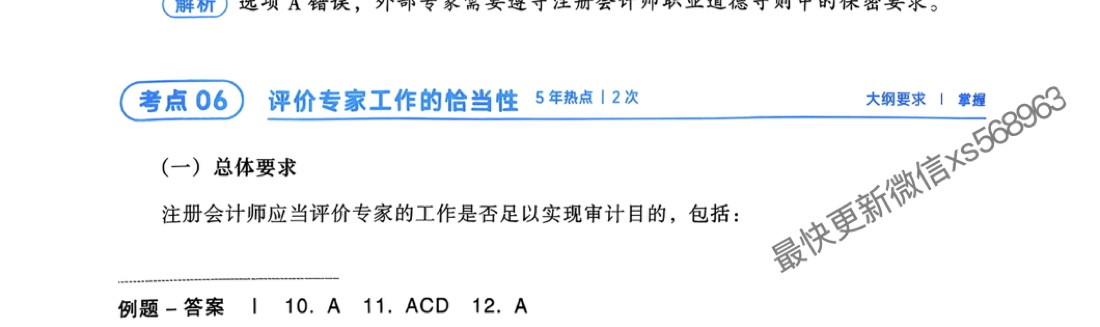 解析 选项 A 错误，外部专家需要遵守注册会计师职业道德守则中的保密要求。
考点 06 评价专家工作的恰当性 5 年热点 | 2 次 大纲要求 | 掌握
（一）总体要求
注册会计师应当评价专家的工作是否足以实现审计目的，包括：
最快更新微信xs568963
例题 – 答案 | 10. A 11. ACD 12. A